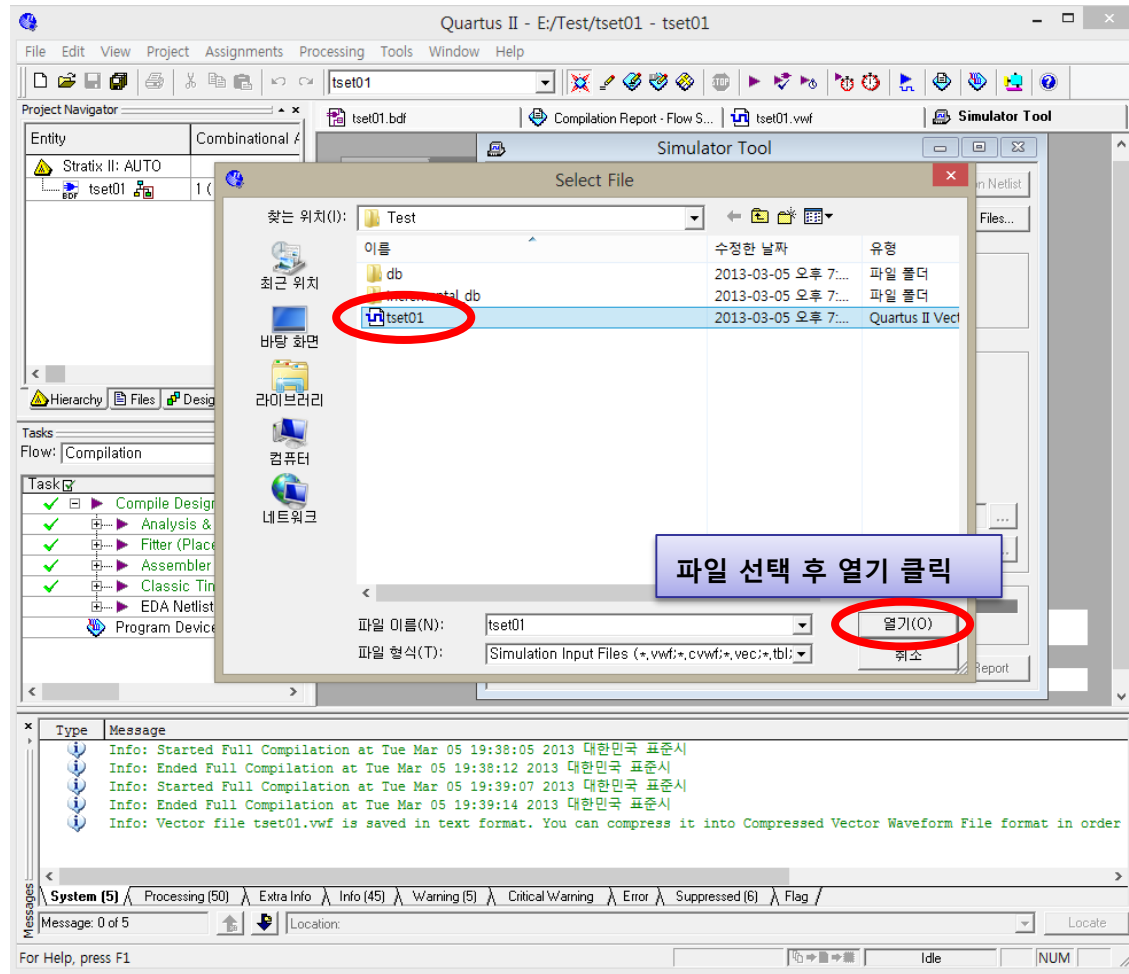 Quartus II - E:/Test/tset01 - tset01
File Edit View Project Assignments Processing Tools Window Help
tset01
Project Navigator
tset01.bdf
Compilation Report - Flow S...
tset01.vwf
Simulator Tool
Entity
Combinational
Simulator Tool
Stratix II: AUTO
tset01
1 (
Netlist
Files...
Select File
찾는 위치(I):
Test
최근 위치
바탕 화면
라이브러리
컴퓨터
네트워크
이름
수정한 날짜
유형
db
2013-03-05 오후 7:...
파일 폴더
incremental_db
2013-03-05 오후 7:...
파일 폴더
tset01
2013-03-05 오후 7:...
Quartus II Vect
Hierarchy
Files
Desig
Tasks
Flow:
Compilation
Task
Compile Design
Analysis &
Fitter (Place
Assembler
Classic Tim
EDA Netlist
Program Device
파일 선택 후 열기 클릭
파일 이름(N):
tset01
열기(O)
파일 형식(T):
Simulation Input Files (*,vwf;*,cvwf;*,vec;*,tbl;
취소
Report
Type Message
Info: Started Full Compilation at Tue Mar 05 19:38:05 2013 대한민국 표준시
Info: Ended Full Compilation at Tue Mar 05 19:38:12 2013 대한민국 표준시
Info: Started Full Compilation at Tue Mar 05 19:39:07 2013 대한민국 표준시
Info: Ended Full Compilation at Tue Mar 05 19:39:14 2013 대한민국 표준시
Info: Vector file tset01.vwf is saved in text format. You can compress it into Compressed Vector Waveform File format in order
Messages
System (5) Processing (50) Extra Info Info (45) Warning (5) Critical Warning Error Suppressed (6) Flag
Message: 0 of 5
Location:
Locate
For Help, press F1
Idle
NUM